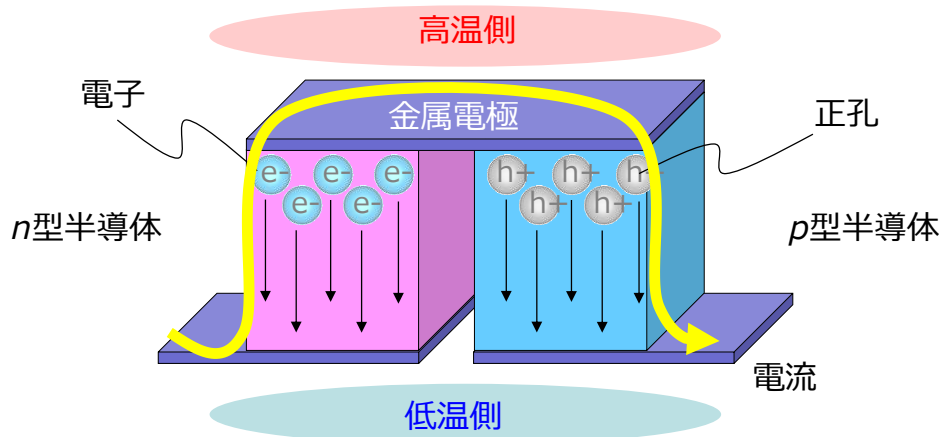 高温側
電子
金属電極
正孔
e- e- e- e- e-
h+ h+ h+ h+ h+
n型半導体
p型半導体
電流
低温側